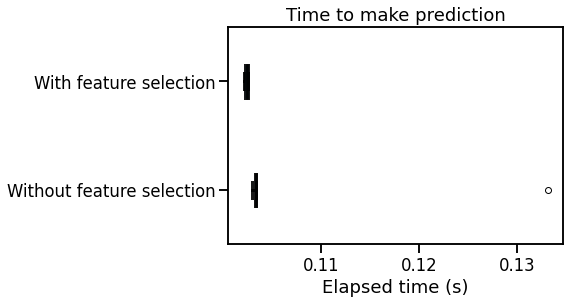 Time to make prediction
With feature selection
Without feature selection
0.11 0.12 0.13
Elapsed time (s)